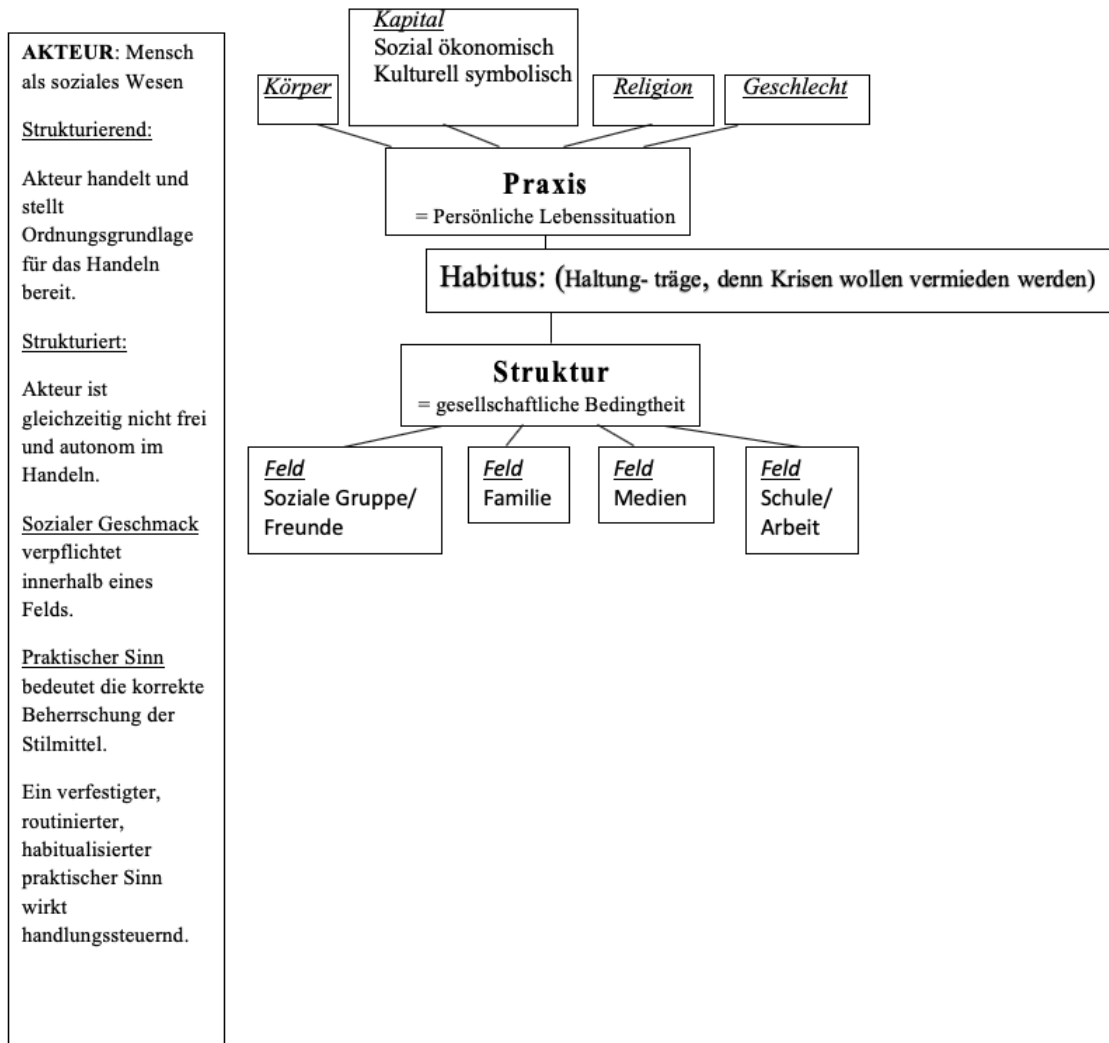 AKTEUR: Mensch
als soziales Wesen
Strukturierend:
Akteur handelt und
stellt
Ordnungsgrundlage
für das Handeln
bereit.
Strukturiert:
Akteur ist
gleichzeitig nicht frei
und autonom im
Handeln.
Sozialer Geschmack
verpflichtet
innerhalb eines
Felds.
Praktischer Sinn
bedeutet die korrekte
Beherrschung der
Stilmittel.
Ein verfestigter,
routinierter,
habitualisierter
praktischer Sinn
wirkt
handlungssteuernd.
Körper
Kapital
Sozial ökonomisch
Kulturell symbolisch
Religion
Geschlecht
Praxis
= Persönliche Lebenssituation
Habitus: (Haltung- träge, denn Krisen wollen vermieden werden)
Struktur
= gesellschaftliche Bedingtheit
Feld
Soziale Gruppe/
Freunde
Feld
Familie
Feld
Medien
Feld
Schule/
Arbeit